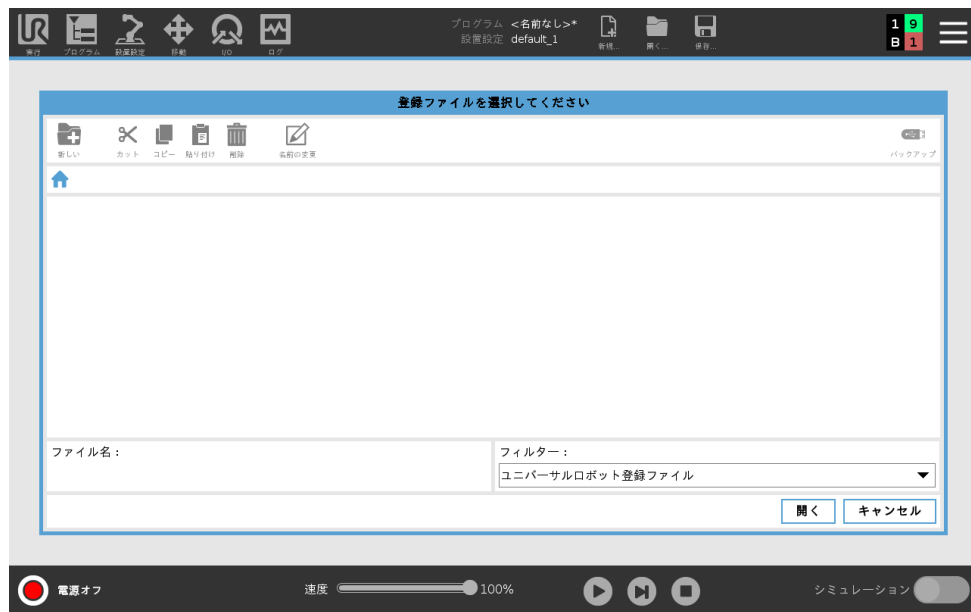 プログラム <名前なし>*
設置設定 default_1
実行 プログラム 設置設定 移動 I/O ログ
新規... 開く... 保存...
1 9
B 1
登録ファイルを選択してください
新しい カット コピー 貼り付け 削除 名前の変更 バックアップ
ファイル名：
フィルター：
ユニバーサルロボット登録ファイル
開く キャンセル
電源オフ 速度 100% シミュレーション